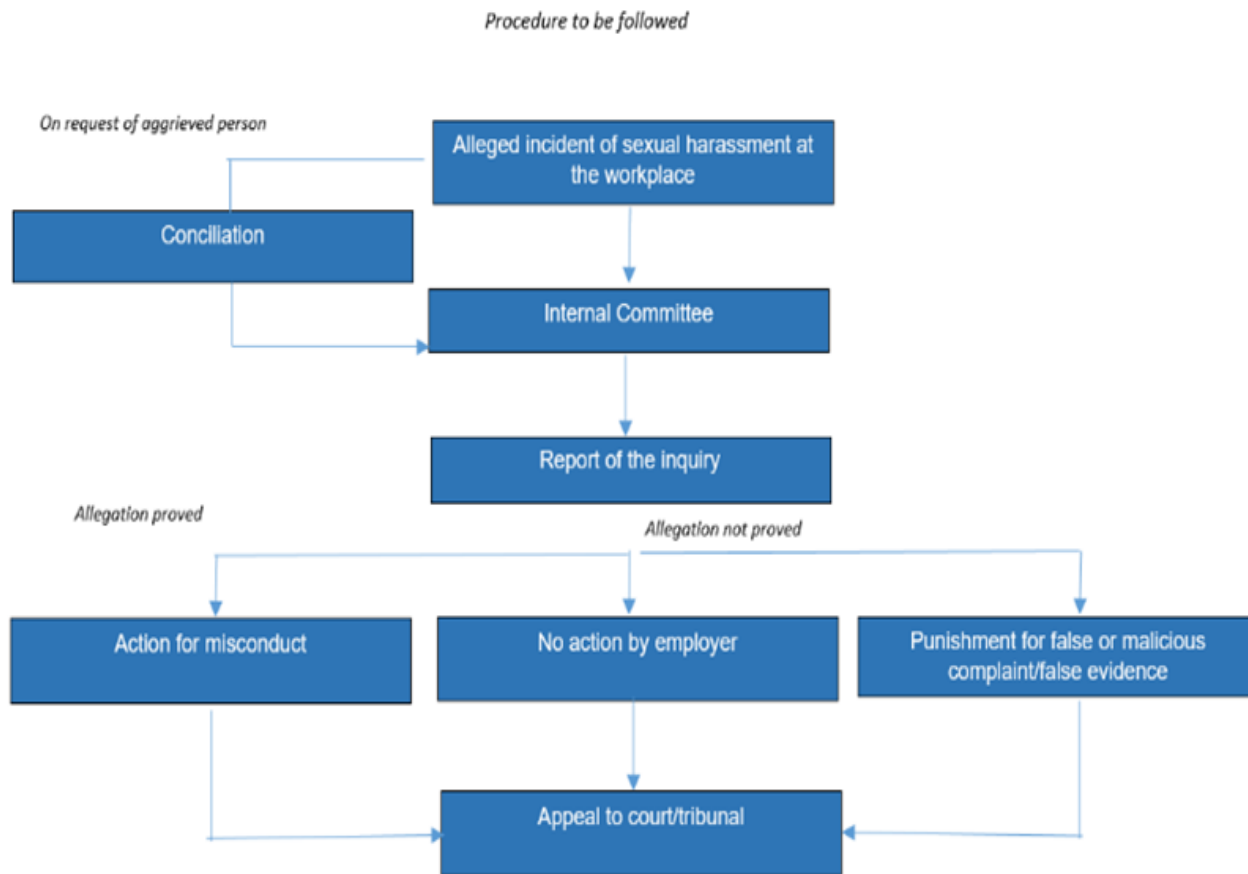 Procedure to be followed
On request of aggrieved person
Alleged incident of sexual harassment at
the workplace
Conciliation
Internal Committee
Report of the inquiry
Allegation proved
Allegation not proved
Action for misconduct
No action by employer
Punishment for false or malicious
complaint/false evidence
Appeal to court/tribunal